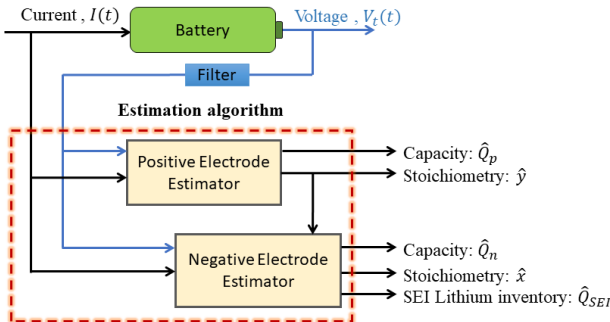 Current , I(t)
Battery
Voltage , V_t(t)
Filter
Estimation algorithm
Positive Electrode
Estimator
Capacity: Q̂_p
Stoichiometry: ŷ
Negative Electrode
Estimator
Capacity: Q̂_n
Stoichiometry: x̂
SEI Lithium inventory: Q̂_SEI